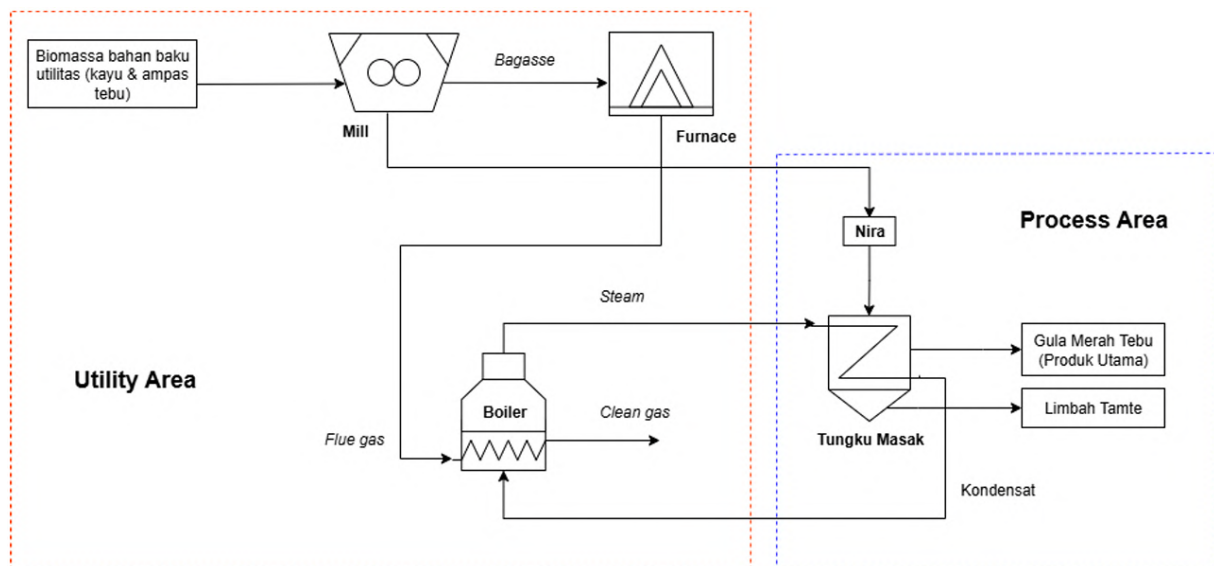 Biomassa bahan baku
utilitas (kayu & ampas
tebu)
Bagasse
Mill
Furnace
Nira
Process Area
Steam
Gula Merah Tebu
(Produk Utama)
Utility Area
Boiler
Clean gas
Limbah Tamte
Flue gas
Tungku Masak
Kondensat